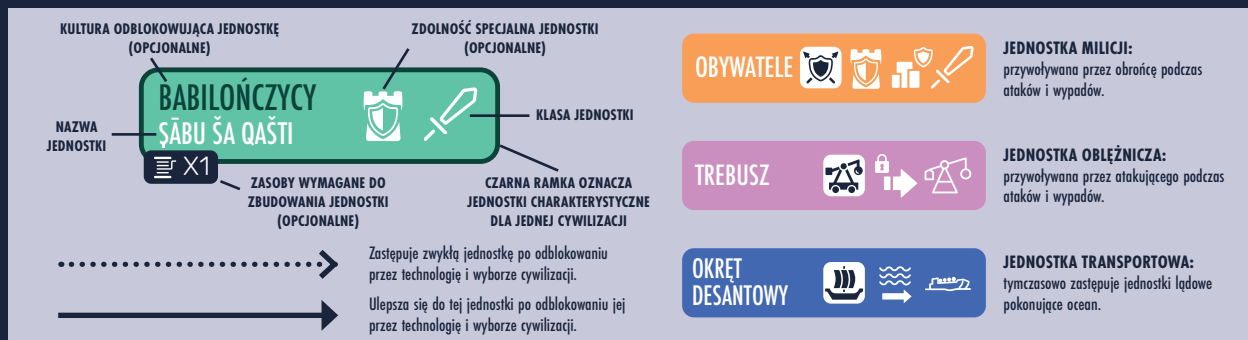 KULTURA ODBLOKOWUJĄCA JEDNOSTKĘ
(OPCJONALNE)
ZDOLNOŚĆ SPECJALNA JEDNOSTKI
(OPCJONALNE)
BABILOŃCZYCY
ṢĀBU ŠA QAŠTI
X1
NAZWA
JEDNOSTKI
KLASA JEDNOSTKI
ZASOBY WYMAGANE DO
ZBUDOWANIA JEDNOSTKI
(OPCJONALNE)
CZARNA RAMKA OZNACZA
JEDNOSTKI CHARAKTERYSTYCZNE
DLA JEDNEJ CYWILIZACJI
Zastępuje zwykłą jednostkę po odblokowaniu
przez technologię i wyborze cywilizacji.
Ulepsza się do tej jednostki po odblokowaniu jej
przez technologię i wyborze cywilizacji.
OBYWATELE
JEDNOSTKA MILICJI:
przywoływana przez obrońcę podczas
ataków i wypadów.
TREBUSZ
JEDNOSTKA OBLĘŻNICZA:
przywoływana przez atakującego podczas
ataków i wypadów.
OKRĘT
DESANTOWY
JEDNOSTKA TRANSPORTOWA:
tymczasowo zastępuje jednostki lądowe
pokonujące ocean.